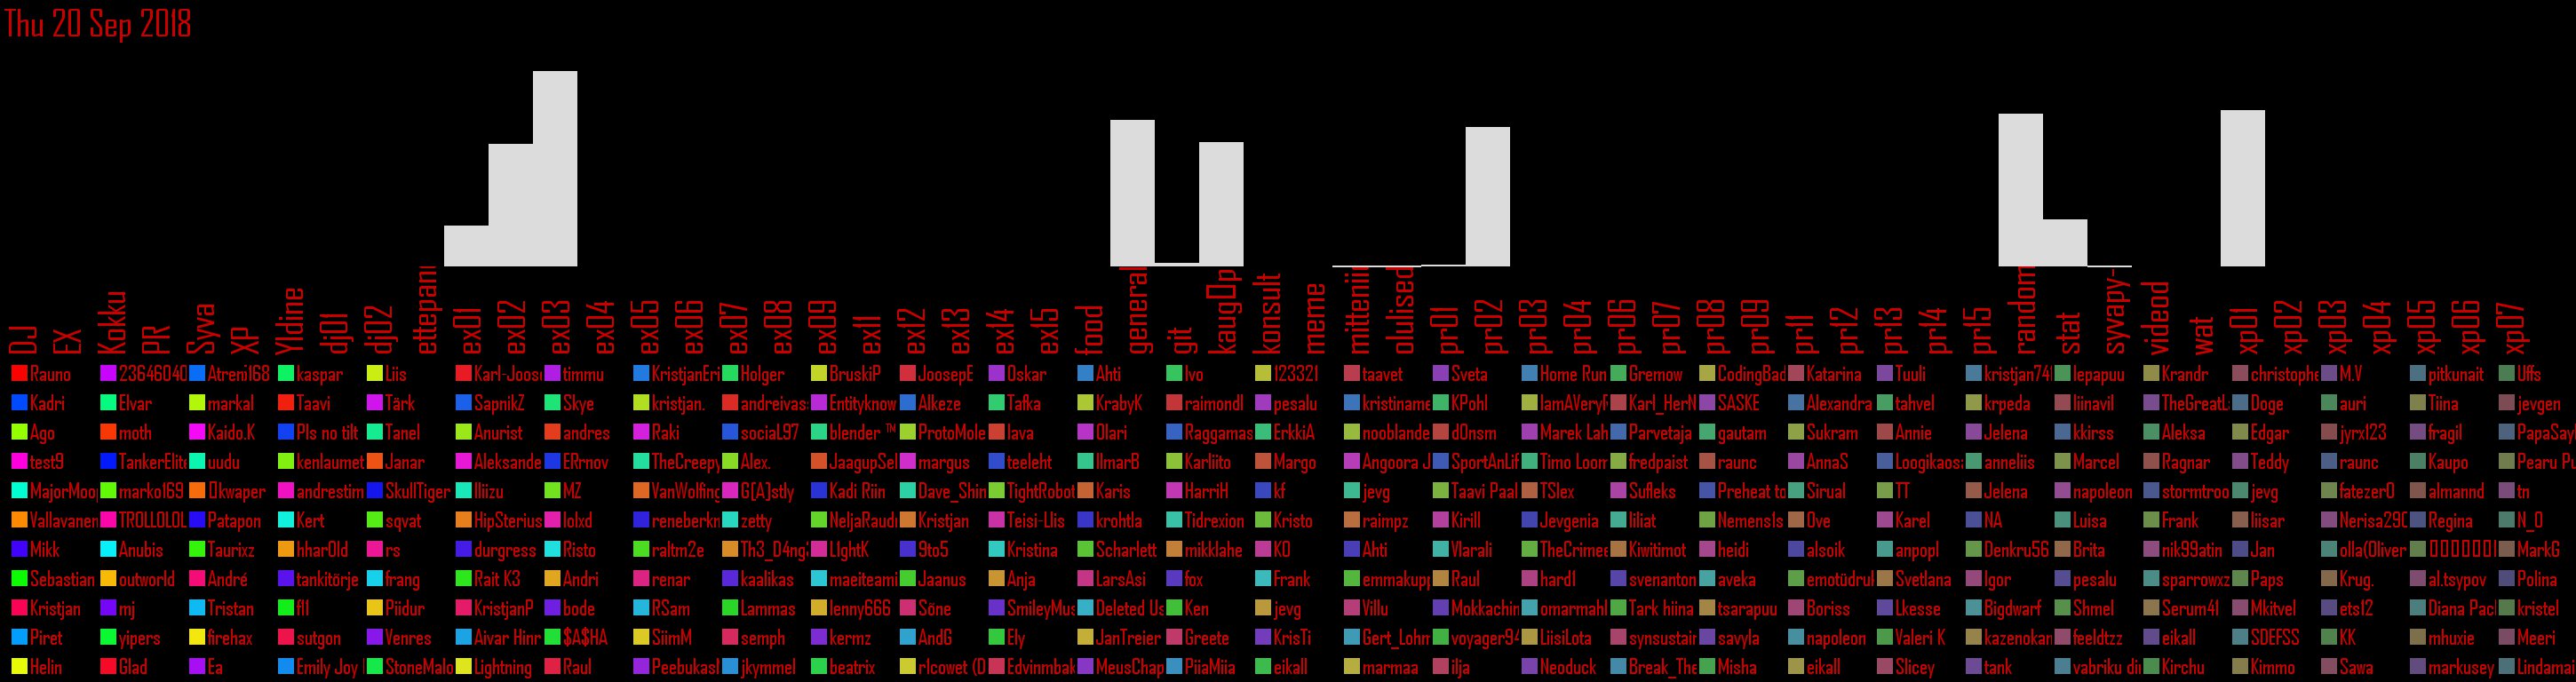 Thu 20 Sep 2018
DJ EX Kokku PR Syva XP Yldine dj01 dj02 ettepani ex01 ex02 ex03 ex04 ex05 ex06 ex07 ex08 ex09 ex11 ex12 ex13 ex14 ex15 food general git kaugOp konsult meme mitteniii olulised pr01 pr02 pr03 pr04 pr06 pr07 pr08 pr09 pr11 pr12 pr13 pr14 pr15 random stat syvapy- videod wat xp01 xp02 xp03 xp04 xp05 xp06 xp07
Rauno 23646040 Atreni168 kaspar Liis Karl-Joose timmu KristjanEri Holger BruskiP JoosepE Oskar Ahti Ivo 123321 taavet Sveta Home Run Gremow CodingBad Katarina Tuuli kristjan741 lepapuu Krandr christophe M.V pitkunait Uffs
Kadri Elvar markal Taavi Tärk SapnikZ Skye kristjan. andreivas Entityknow Alkeze Tafka KrabyK raimondl pesalu kristiname KPohl IamAVeryF Karl_HerN SASKE Alexandra tahvel krpeda liinavil TheGreatL Doge auri Tiina jevgen
Ago moth Kaido.K Pls no tilt Tanel Anurist andres Raki sociaL97 blender ™ ProtoMole lava Olari Raggamas ErkkiA nooblande d0nsm Marek Lah Parvetaja gautam Sukram Annie Jelena kkirss Aleksa Edgar jyrx123 fragil PapaSay
test9 TankerElite uudu kenlaumet Janar Aleksande ERrnov TheCreepy Alex. JaagupSel margus teeleht IlmarB Karliito Margo Angoora J SportAnLif Timo Loom fredpaist raunc AnnaS Loogikaos anneliis Marcel Ragnar Teddy raunc Kaupo Pearu Pu
MajorMoo marko169 kwaper andrestim SkullTiger Iliizu MZ VanWolfing G[A]stly Kadi Riin Dave_Shin TightRobot Karis HarriH kf jevg Taavi Paal TSlex Sufleks Preheat to Sirual TT Jelena napoleon stormtroo jevg fatezer0 almannd tn
Vallavanen TROLLOLOL Patapon Kert sqvat HipSterius lolxd reneberkr zetty NeljaRaudi Kristjan Teisi-Llis krohtla Tidrexion Kristo raimpz Kirill Jevgenia liliat Nemens1s Ove Karel NA Luisa Frank liisar Nerisa290 Regina N_O
Mikk Anubis Taurixz hhar0ld rs durgress Risto raltm2e Th3_D4ng LIghtK 9to5 Kristina Scharlett mikklahe KO Ahti Vlarali TheCrimee Kiwitimot heidi alsoik anpopl Denkru56 Brita nik99atin Jan olla(Oliver MarkG
Sebastian outworld André tankitörje frang Rait K3 Andri renar kaalikas maeiteami Jaanus Anja LarsAsi fox Frank emmakupp Raul hard1 svenanton aveka emotüdruk Svetlana Igor pesalu sparrowxz Paps Krug. al.tsypov Polina
Kristjan mj Tristan fll Piidur KristjanP bode RSam Lammas lenny666 Söne SmileyMus Deleted Us Ken jevg Villu Mokkachin omarmahl Tark hiina tsarapuu Boriss Lkesse Bigdwarf Shmel Serum41 Mkitvel ets12 Diana Pac kristel
Piret yipers firehax sutgon Venres Aivar Hinr $A$HA SiimM semph kermz AndG Ely JanTreier Greete KrisTi Gert_Lohm voyager94 LiisiLota synsustain savyla napoleon Valeri K kazenokan feeldtzz eikall SDEFSS KK mhuxie Meeri
Helin Glad Ea Emily Joy StoneMalo Lightning Raul Peebukasl jkymmel beatrix r1cowet (D Edvinmbak MeusChap PiiaMiia eikall marmaa ilja Neoduck Break_The Misha eikall Slicey tank vabriku di Kirchu Kimmo Sawa markusey Lindamai